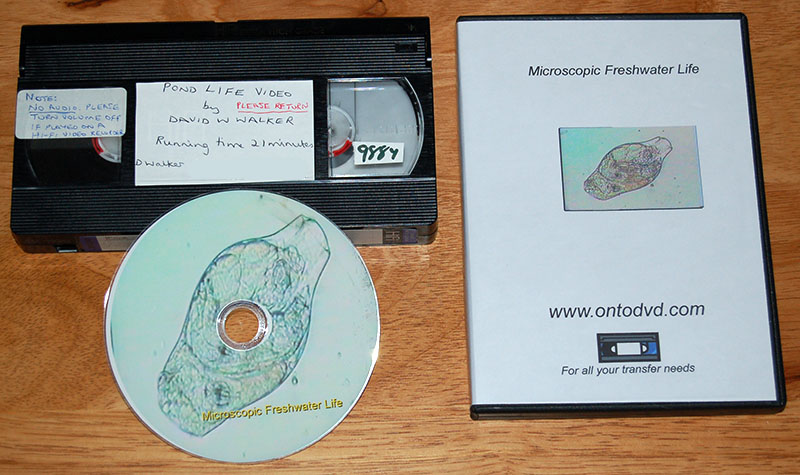 NOTE:
NO AUDIO: PLEASE
TURN VOLUME OFF
IF PLAYED ON A
HI-FI VIDEO RECORDER
POND LIFE VIDEO
by PLEASE RETURN
DAVID W WALKER
Running time 21 minutes
D Walker
9884
Microscopic Freshwater Life
www.ontodvd.com
For all your transfer needs
Microscopic Freshwater Life